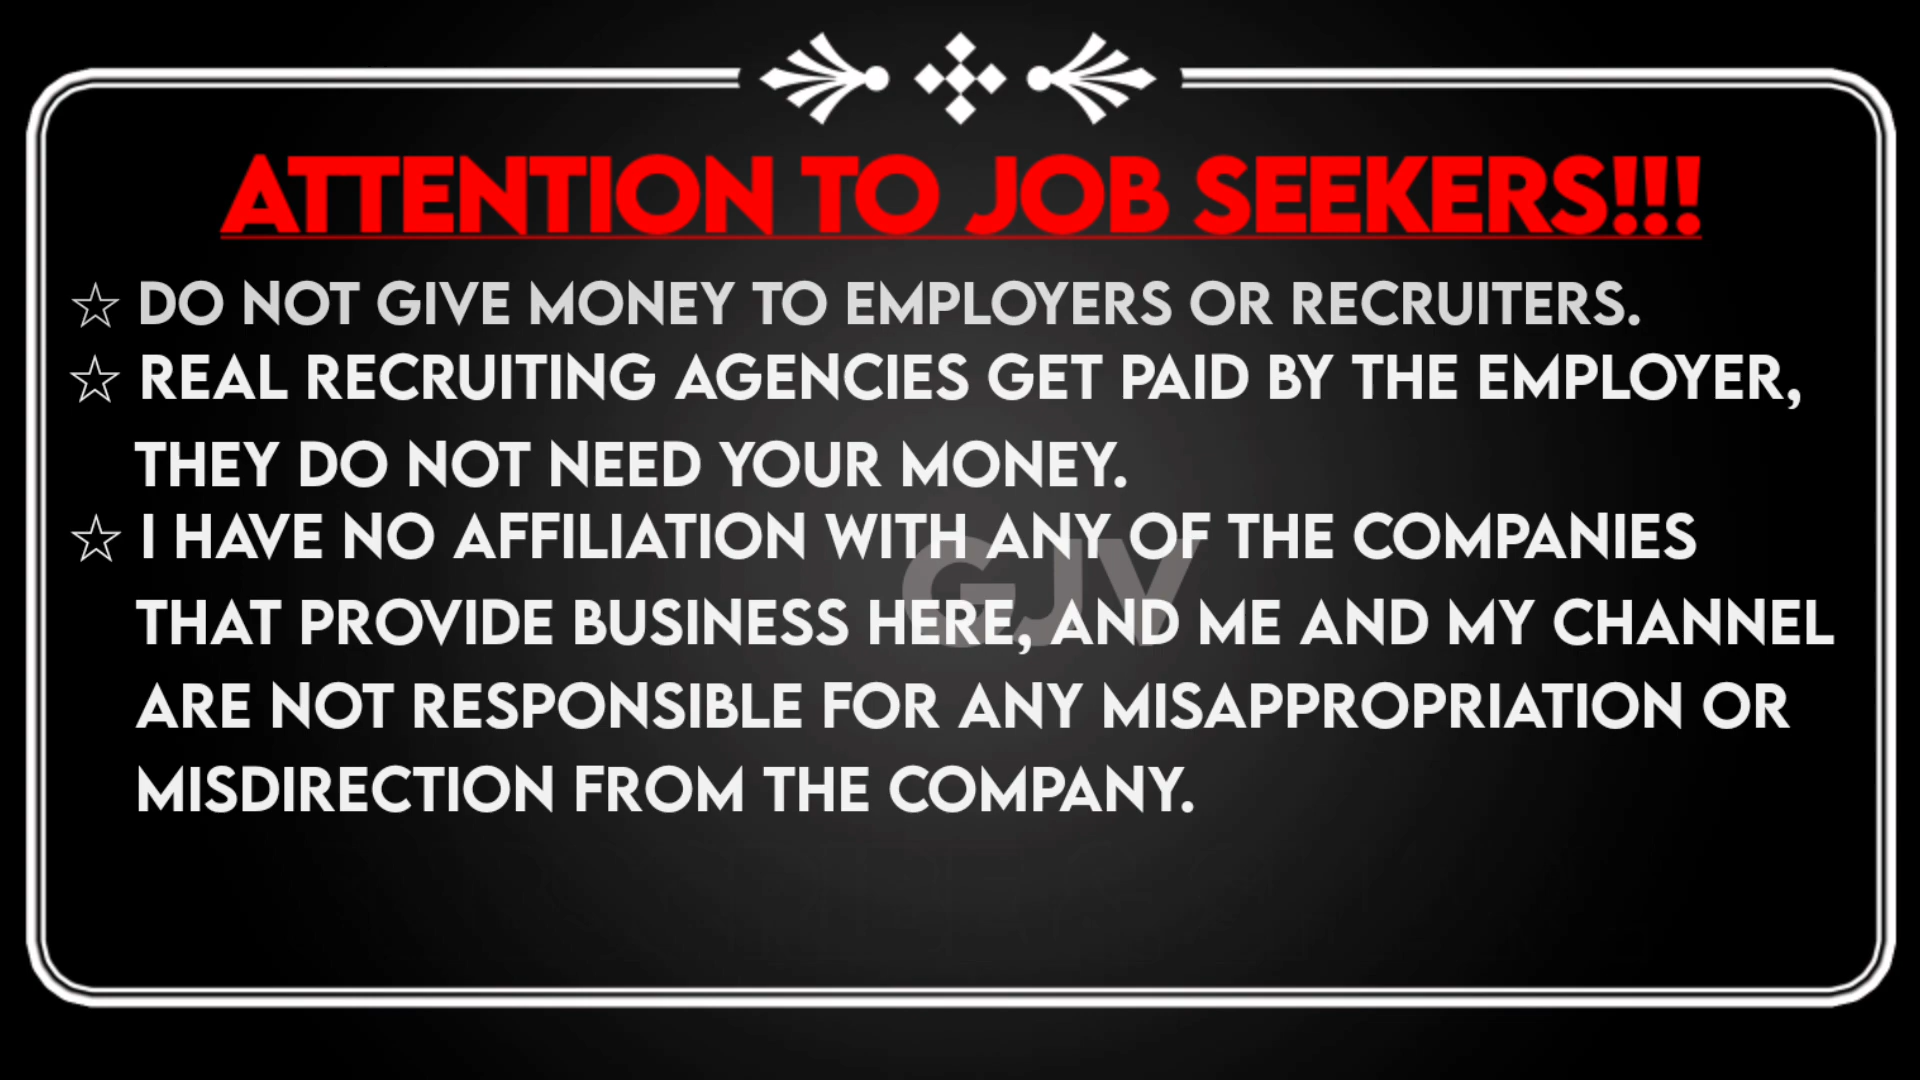 ATTENTION TO JOB SEEKERS!!!
☆ DO NOT GIVE MONEY TO EMPLOYERS OR RECRUITERS.
☆ REAL RECRUITING AGENCIES GET PAID BY THE EMPLOYER,
THEY DO NOT NEED YOUR MONEY.
☆ I HAVE NO AFFILIATION WITH ANY OF THE COMPANIES
THAT PROVIDE BUSINESS HERE, AND ME AND MY CHANNEL
ARE NOT RESPONSIBLE FOR ANY MISAPPROPRIATION OR
MISDIRECTION FROM THE COMPANY.
GJV